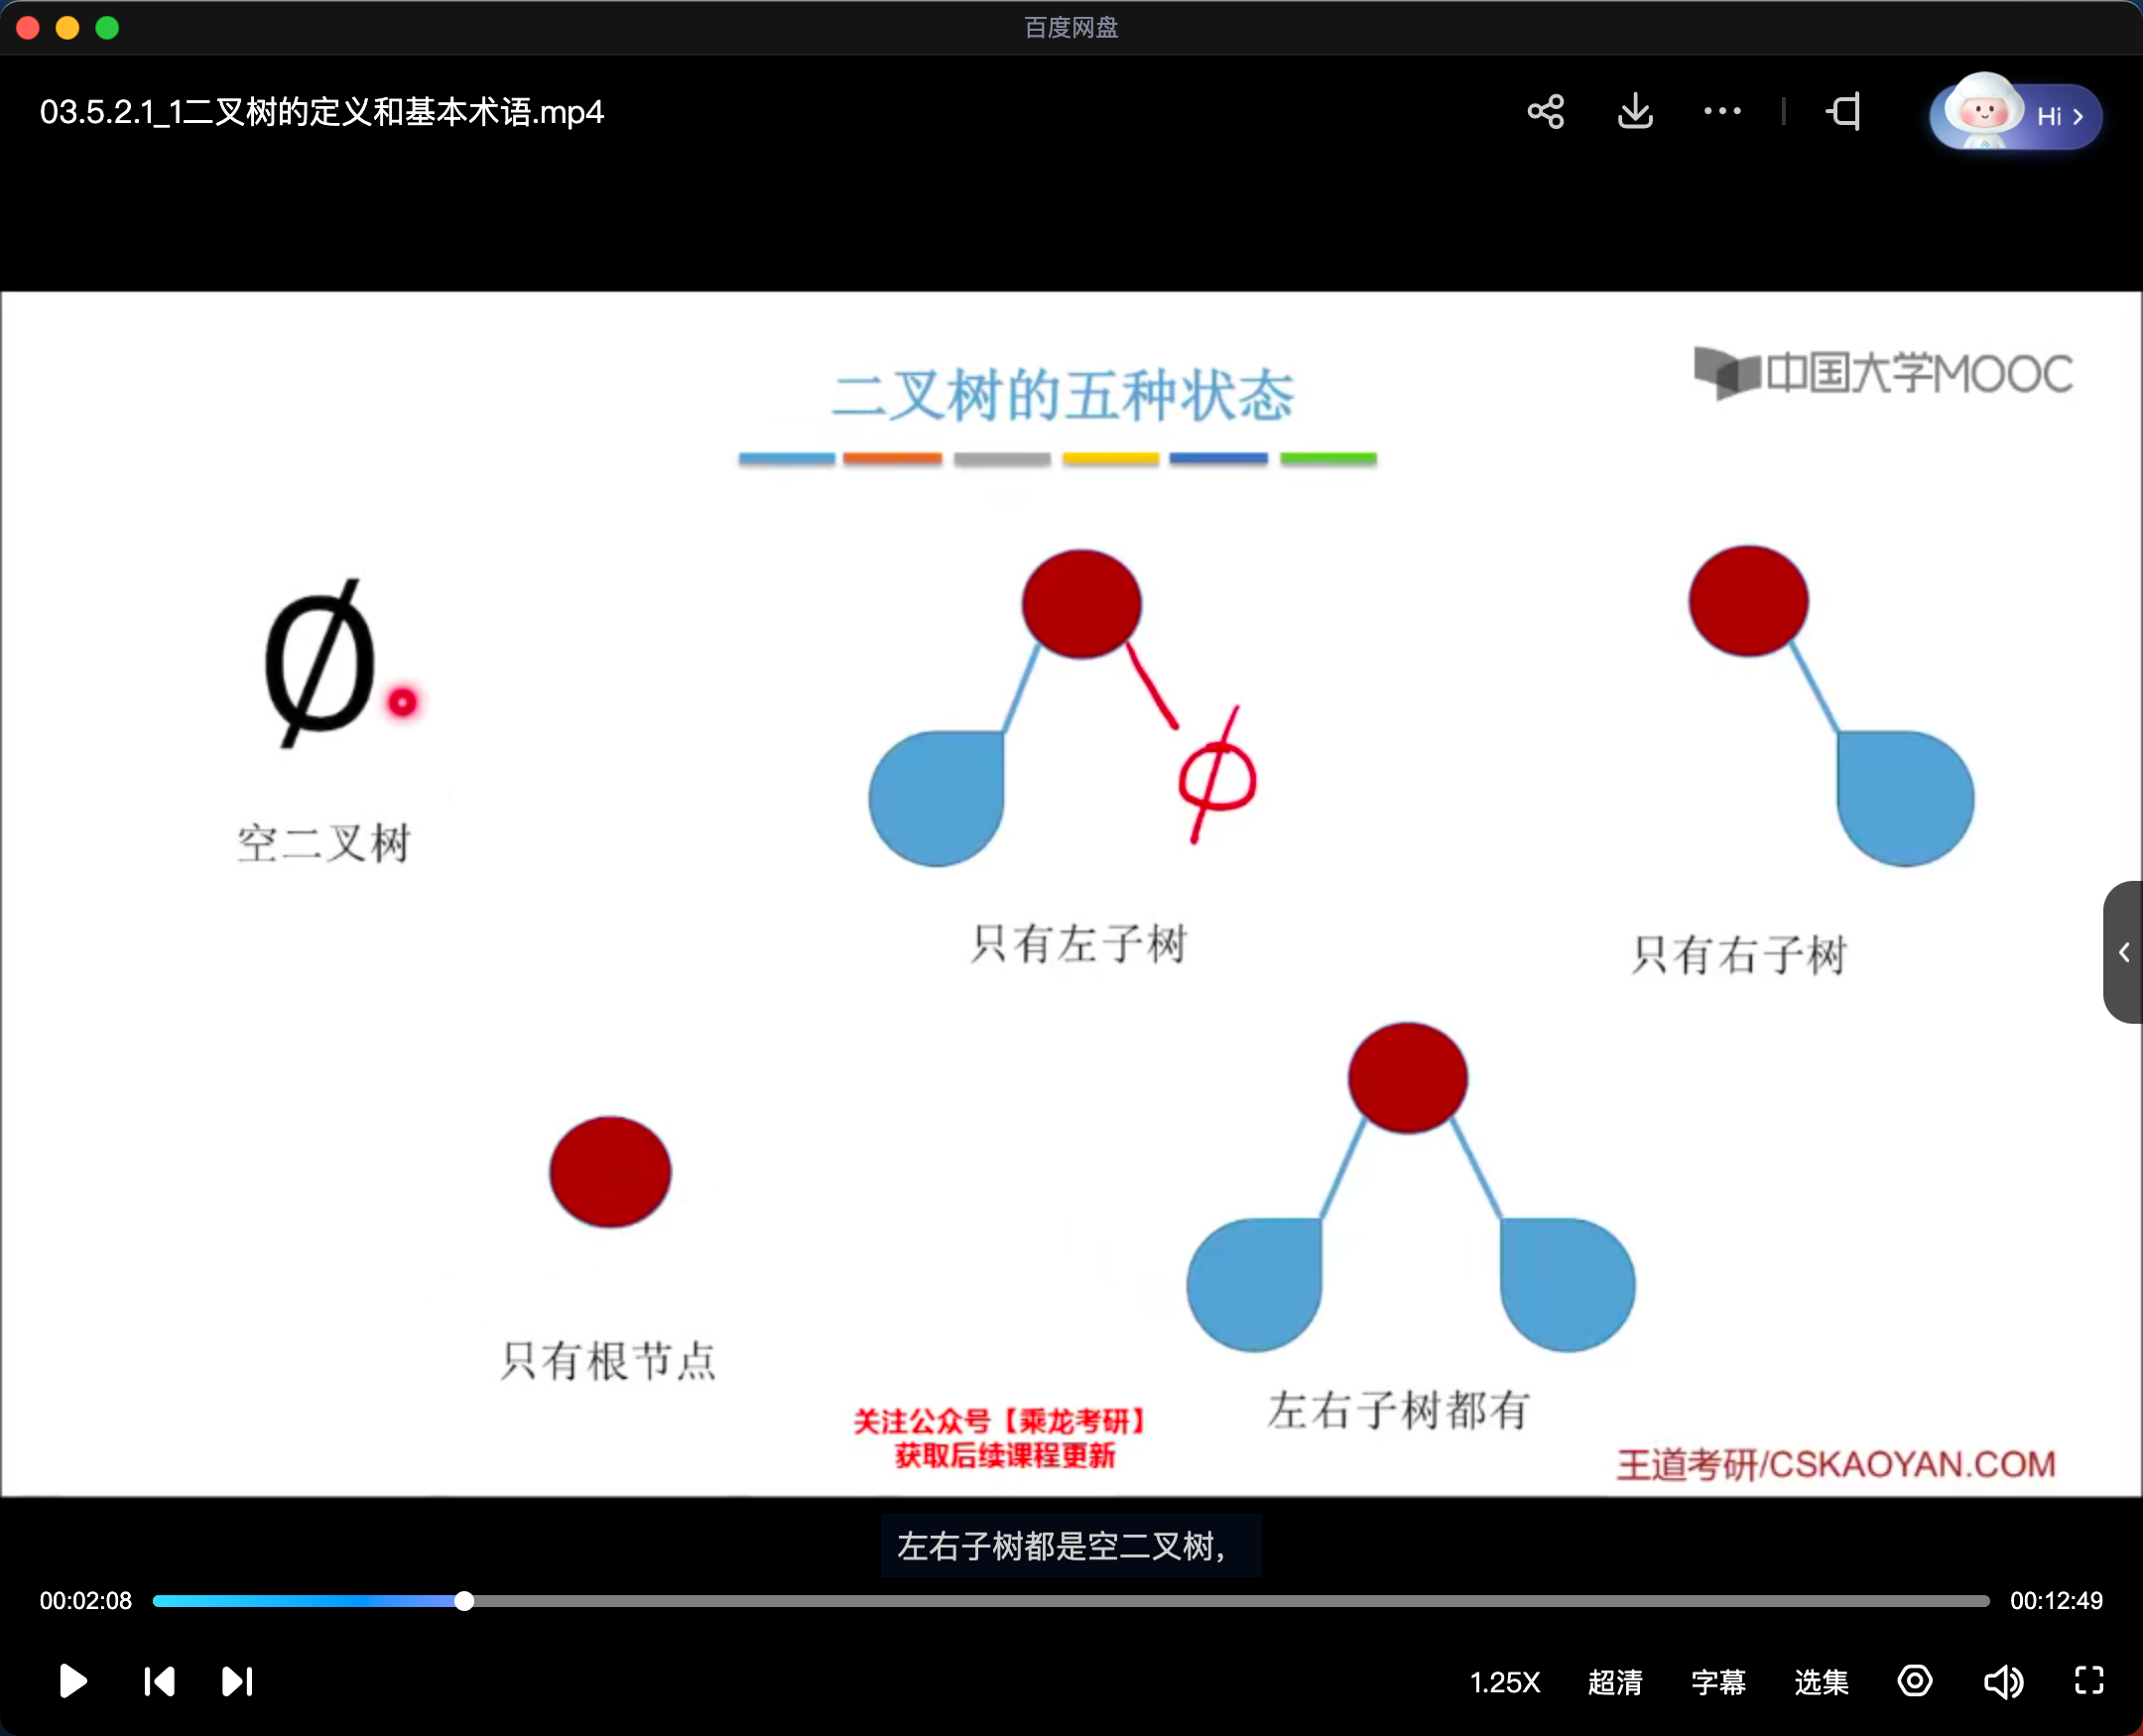 百度网盘
03.5.2.1_1二叉树的定义和基本术语.mp4
Hi
中国大学MOOC
二叉树的五种状态
∅
空二叉树
ϕ
只有左子树
只有右子树
只有根节点
左右子树都有
关注公众号【乘龙考研】
获取后续课程更新
王道考研/CSKAOYAN.COM
左右子树都是空二叉树，
00:02:08
00:12:49
1.25X 超清 字幕 选集